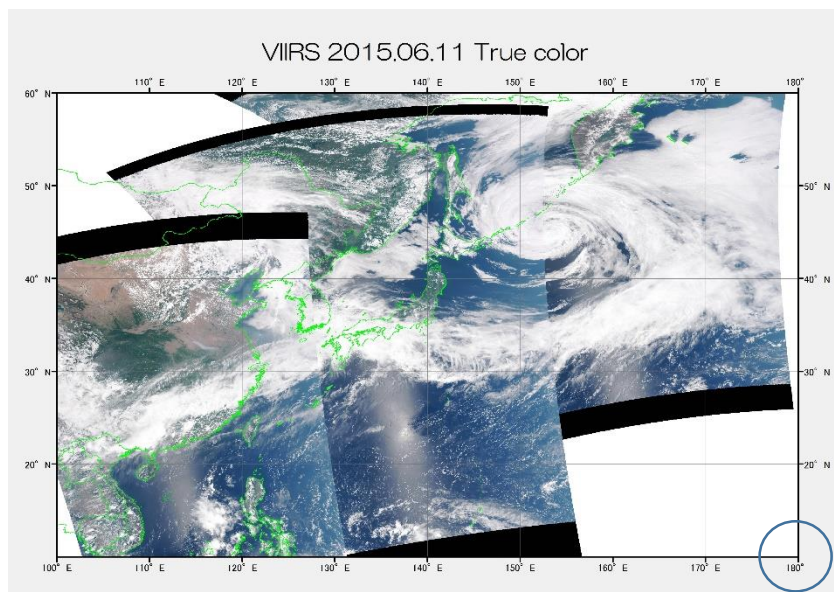 VIIRS 2015.06.11 True color
110° E 120° E 130° E 140° E 150° E 160° E 170° E 180°
60° N 60° N
50° N 50° N
40° N 40° N
30° N 30° N
20° N 20° N
100° E 110° E 120° E 130° E 140° E 150° E 160° E 170° E 180°